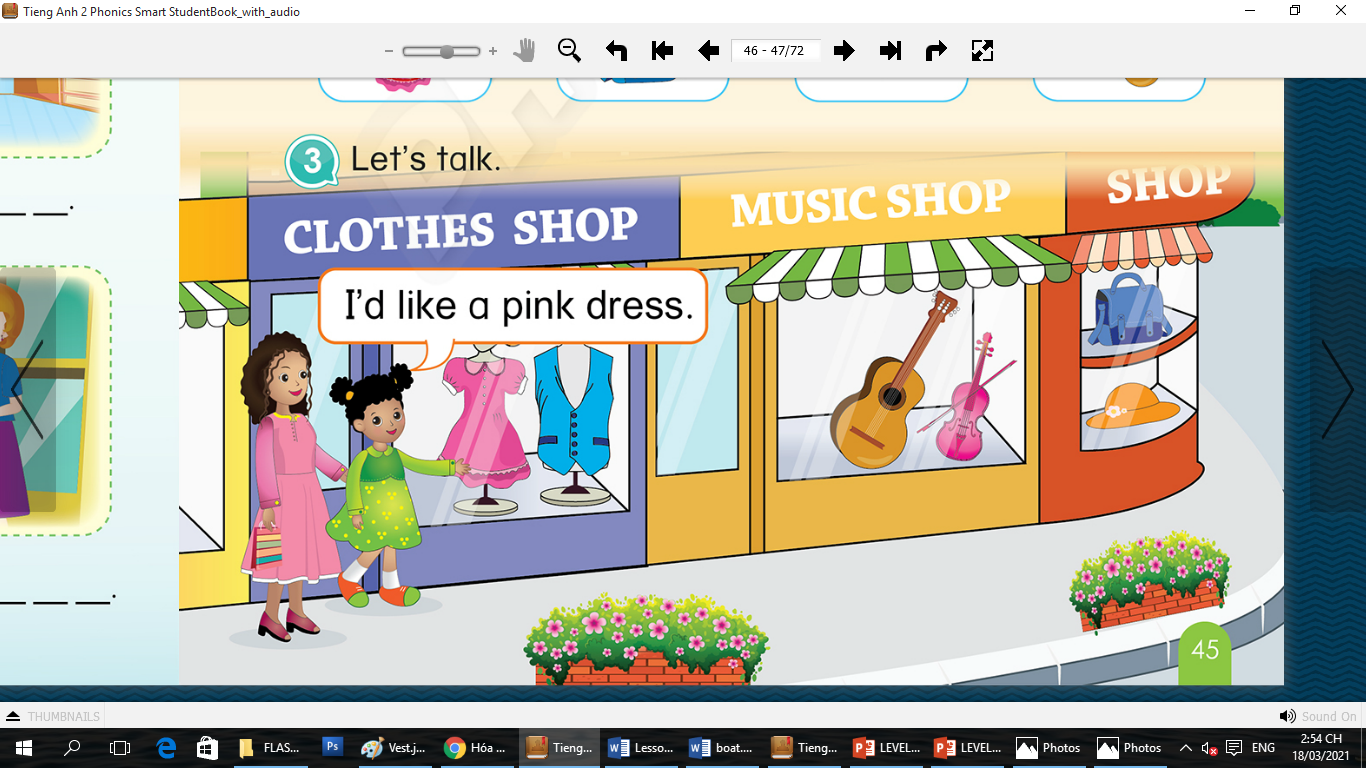 Tieng Anh 2 Phonics Smart StudentBook_with_audio
46 - 47/72
3 Let's talk.
CLOTHES SHOP
MUSIC SHOP
SHOP
I'd like a pink dress.
45
THUMBNAILS
Sound On
FLAS...
Ps
Vest.j...
Hóa ...
Tieng...
Lesso...
boat....
Tieng...
LEVEL...
LEVEL...
Photos
Photos
ENG
2:54 CH
18/03/2021